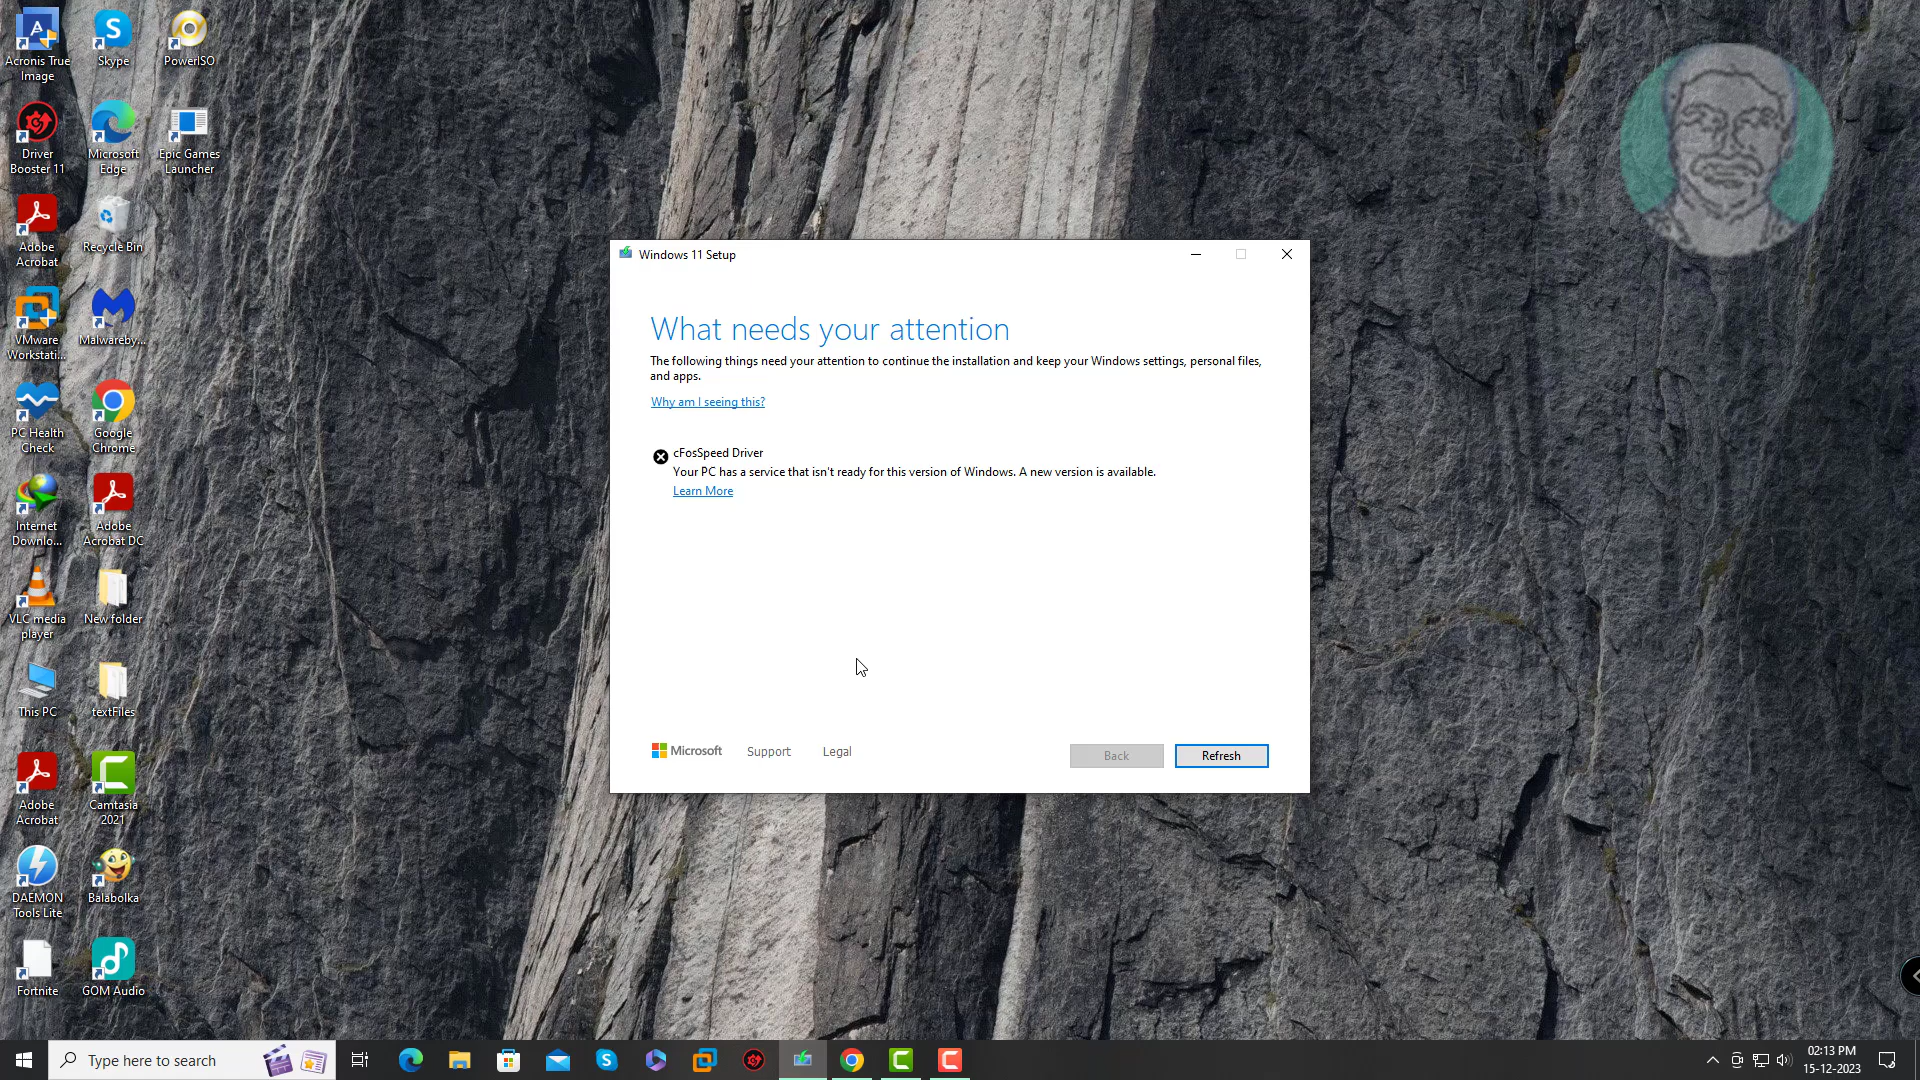 Acronis True
Image
Skype
PowerISO
Driver
Booster 11
Microsoft
Edge
Epic Games
Launcher
Adobe
Acrobat
Recycle Bin
VMware
Workstati...
Malwareby...
PC Health
Check
Google
Chrome
Internet
Downlo...
Adobe
Acrobat DC
VLC media
player
New folder
This PC
textFiles
Adobe
Acrobat
Camtasia
2021
DAEMON
Tools Lite
Balabolka
Fortnite
GOM Audio
Windows 11 Setup
What needs your attention
The following things need your attention to continue the installation and keep your Windows settings, personal files,
and apps.
Why am I seeing this?
cFosSpeed Driver
Your PC has a service that isn't ready for this version of Windows. A new version is available.
Learn More
Microsoft
Support
Legal
Back
Refresh
Type here to search
02:13 PM
15-12-2023